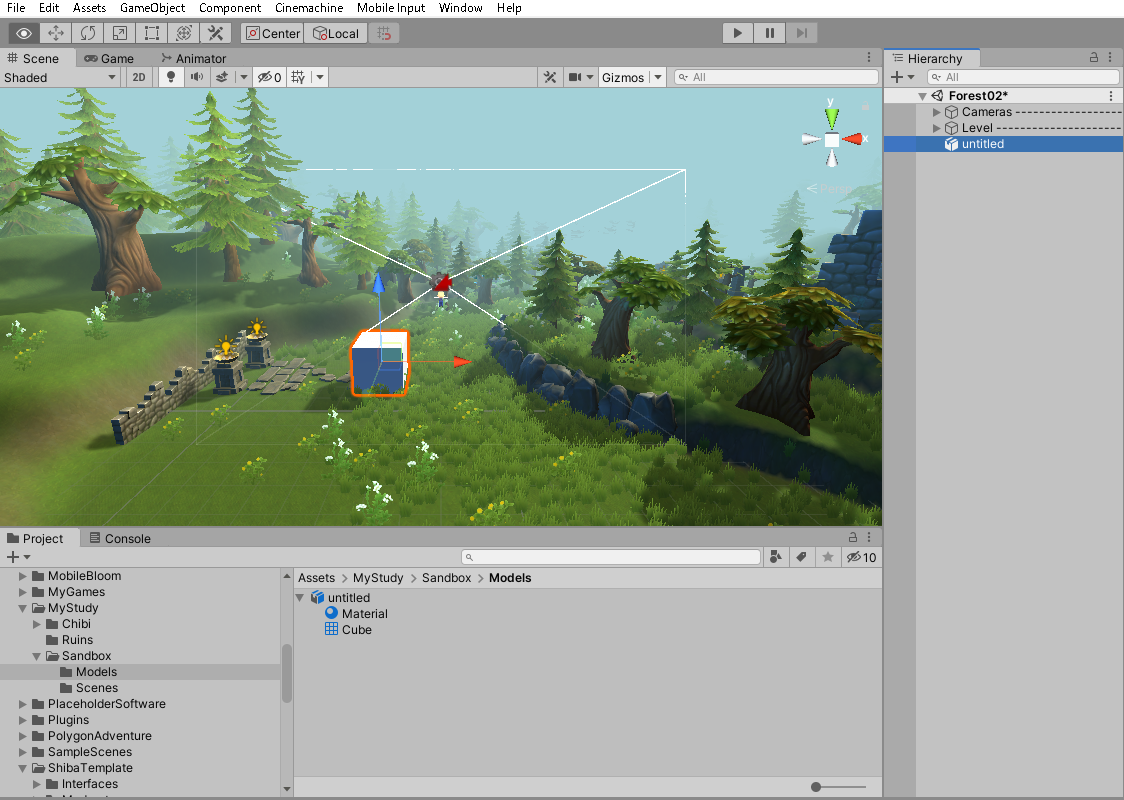 File Edit Assets GameObject Component Cinemachine Mobile Input Window Help
Center Local
Scene Game Animator
Shaded 2D 0 Gizmos All
y
x
Persp
Hierarchy
All
Forest02*
Cameras ---------------
Level ------------------
untitled
Project Console
10
MobileBloom
MyGames
MyStudy
Chibi
Ruins
Sandbox
Models
Scenes
PlaceholderSoftware
Plugins
PolygonAdventure
SampleScenes
ShibaTemplate
Interfaces
Assets > MyStudy > Sandbox > Models
untitled
Material
Cube